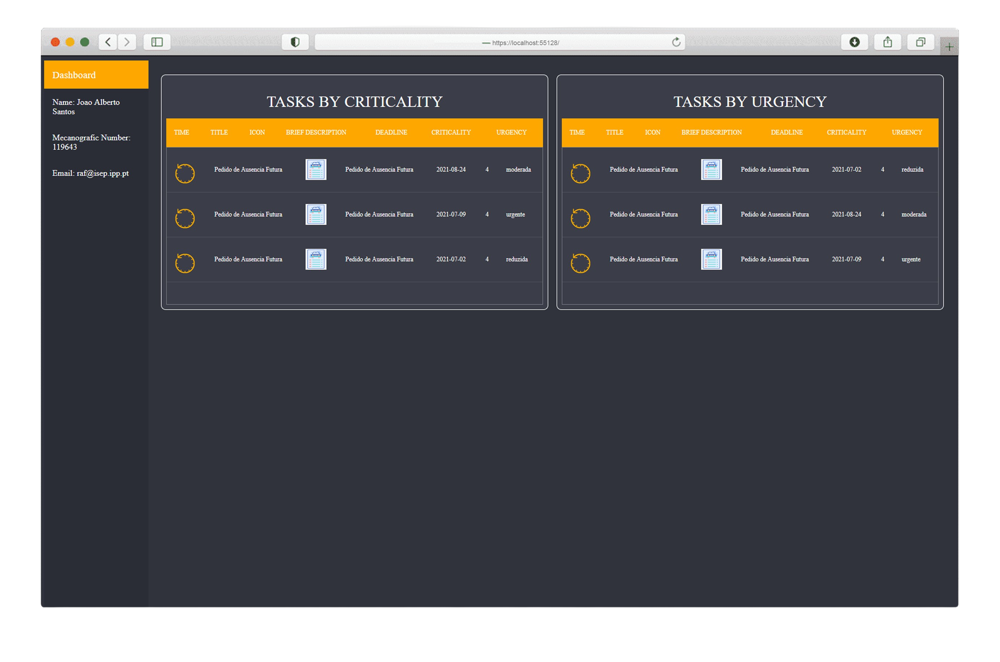 https://localhost:55128/
Dashboard
Name: Joao Alberto
Santos
Mecanografic Number:
119643
Email: raf@isep.ipp.pt
TASKS BY CRITICALITY
TIME TITLE ICON BRIEF DESCRIPTION DEADLINE CRITICALITY URGENCY
Pedido de Ausencia Futura Pedido de Ausencia Futura 2021-08-24 4 moderada
Pedido de Ausencia Futura Pedido de Ausencia Futura 2021-07-09 4 urgente
Pedido de Ausencia Futura Pedido de Ausencia Futura 2021-07-02 4 reduzida
TASKS BY URGENCY
TIME TITLE ICON BRIEF DESCRIPTION DEADLINE CRITICALITY URGENCY
Pedido de Ausencia Futura Pedido de Ausencia Futura 2021-07-02 4 reduzida
Pedido de Ausencia Futura Pedido de Ausencia Futura 2021-08-24 4 moderada
Pedido de Ausencia Futura Pedido de Ausencia Futura 2021-07-09 4 urgente